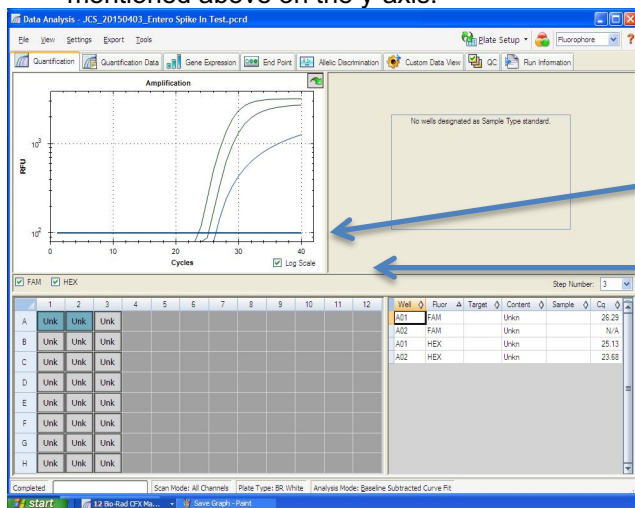 mentioned above on the y-axis.
Data Analysis - JCS_20150403_Entero Spike In Test.pcrd
File View Settings Export Tools Plate Setup Fluorophore ?
Quantification Quantification Data Gene Expression End Point Allelic Discrimination Custom Data View QC Run Information
Amplification
RFU
10³
10²
0 10 20 30 40
Cycles
Log Scale
No wells designated as Sample Type standard.
FAM HEX
Step Number: 3
1 2 3 4 5 6 7 8 9 10 11 12
A Unk Unk Unk
B Unk Unk Unk
C Unk Unk Unk
D Unk Unk Unk
E Unk Unk Unk
F Unk Unk Unk
G Unk Unk Unk
H Unk Unk Unk
Well Fluor Target Content Sample Cq
A01 FAM Unkn 26.29
A02 FAM Unkn N/A
A01 HEX Unkn 25.13
A02 HEX Unkn 23.68
Completed Scan Mode: All Channels Plate Type: BR White Analysis Mode: Baseline Subtracted Curve Fit
start 12 Bio-Rad CFX Ma... Save Graph - Paint